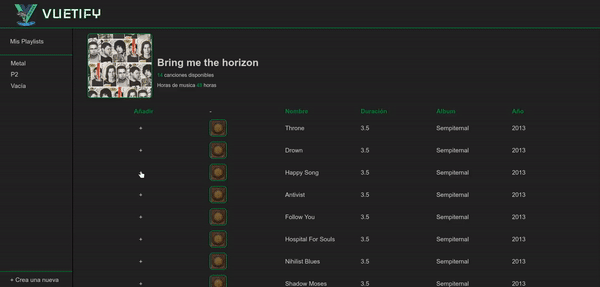 VUETIFY
Mis Playlists
Metal
P2
Vacia
+ Crea una nueva
Bring me the horizon
14 canciones disponibles
Horas de musica 49 horas
Añadir - Nombre Duración Album Año
+ Throne 3.5 Sempiternal 2013
+ Drown 3.5 Sempiternal 2013
Happy Song 3.5 Sempiternal 2013
+ Antivist 3.5 Sempiternal 2013
+ Follow You 3.5 Sempiternal 2013
+ Hospital For Souls 3.5 Sempiternal 2013
+ Nihilist Blues 3.5 Sempiternal 2013
+ Shadow Moses 3.5 Sempiternal 2013